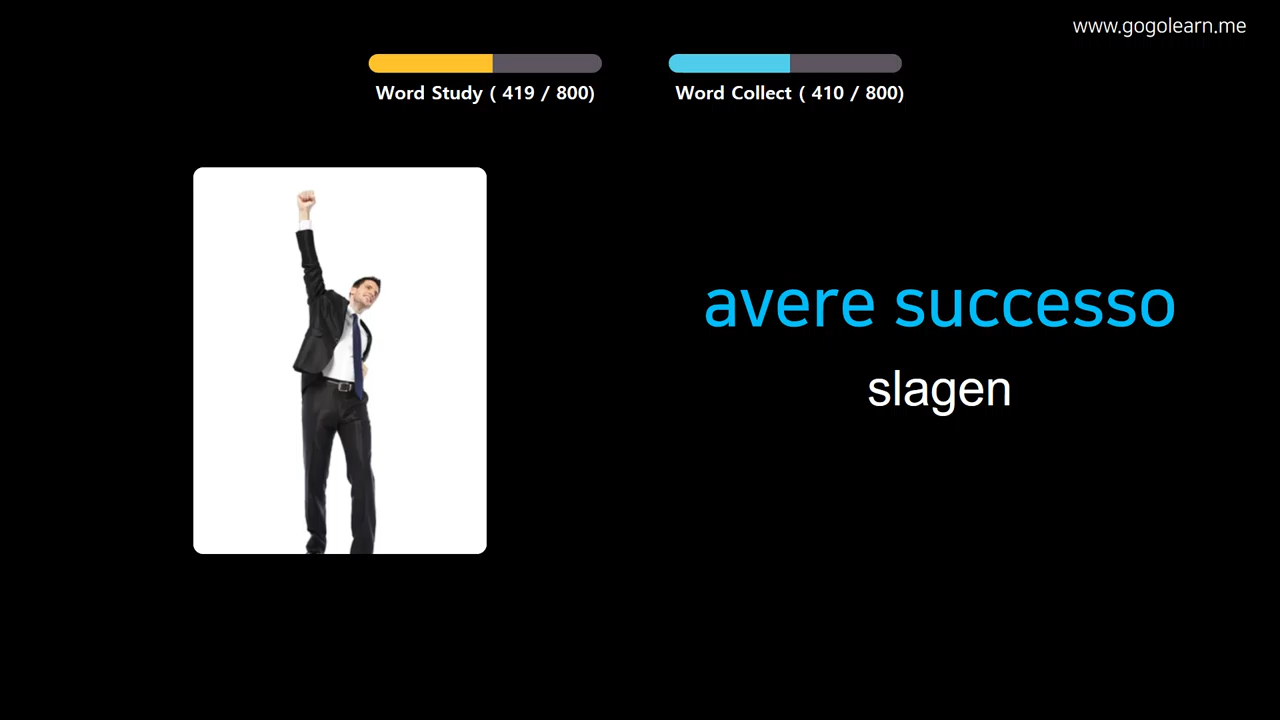 www.gogolearn.me
Word Study ( 419 / 800)
Word Collect ( 410 / 800)
avere successo
slagen